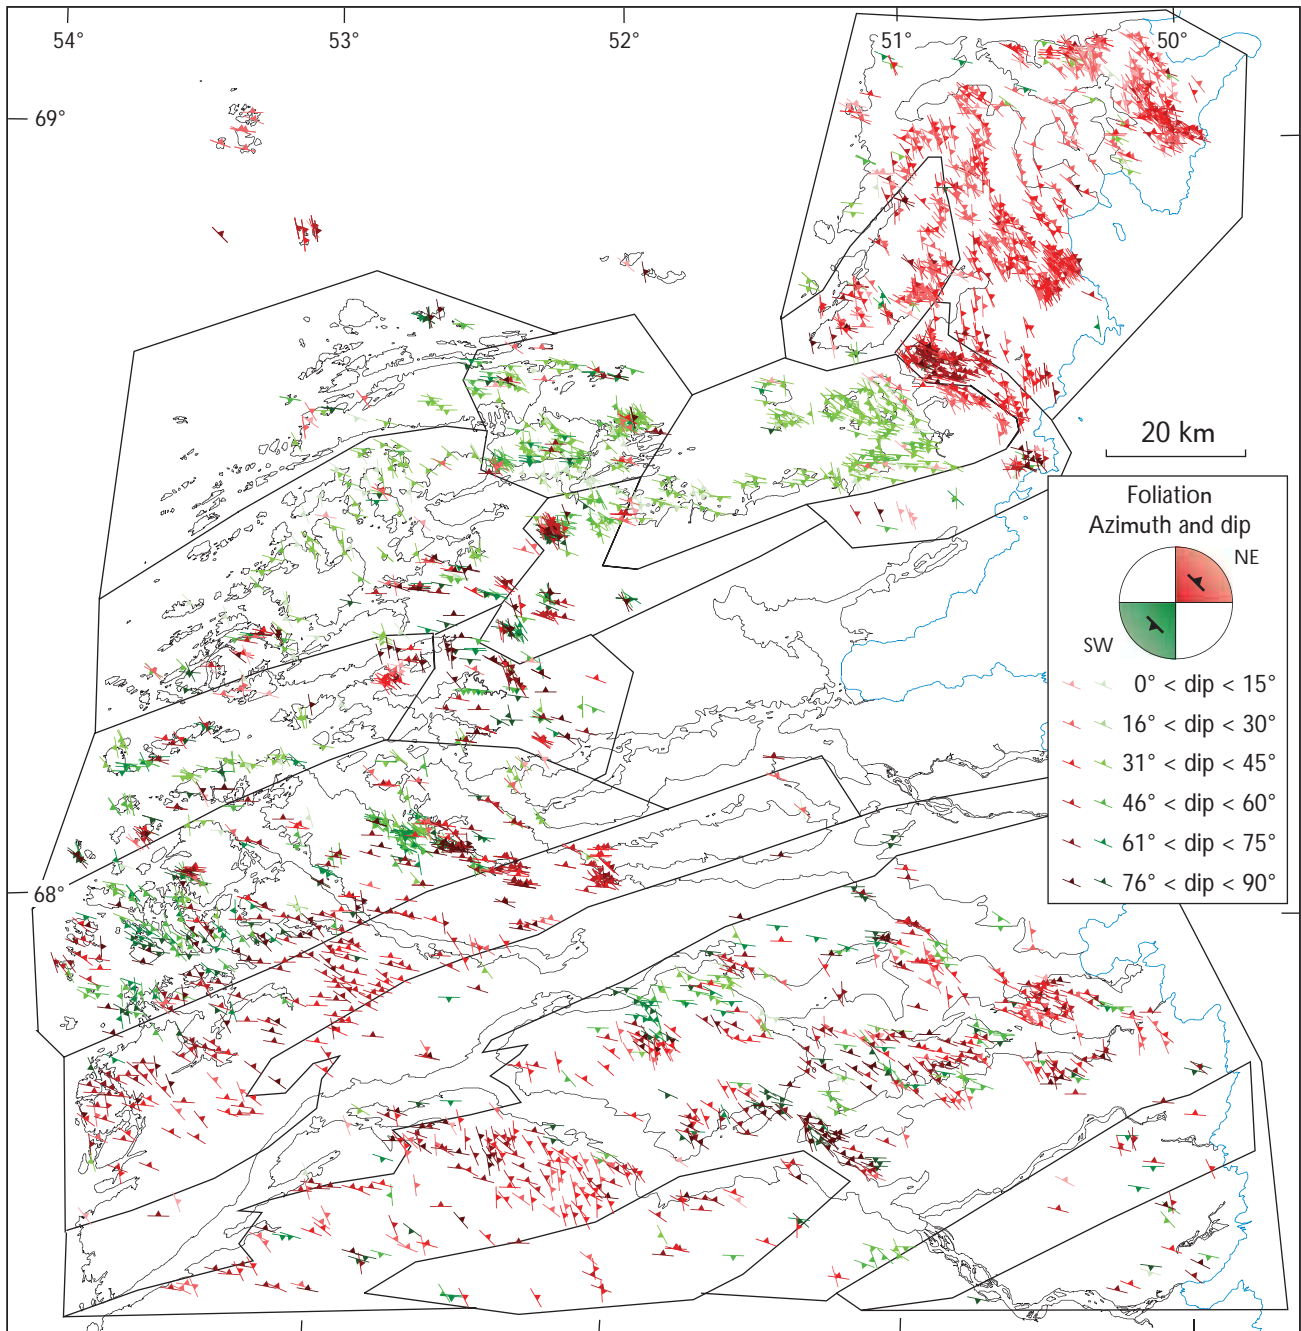 54°
53°
52°
51°
50°
69°
20 km
Foliation
Azimuth and dip
NE
SW
0° < dip < 15°
16° < dip < 30°
31° < dip < 45°
46° < dip < 60°
61° < dip < 75°
76° < dip < 90°
68°